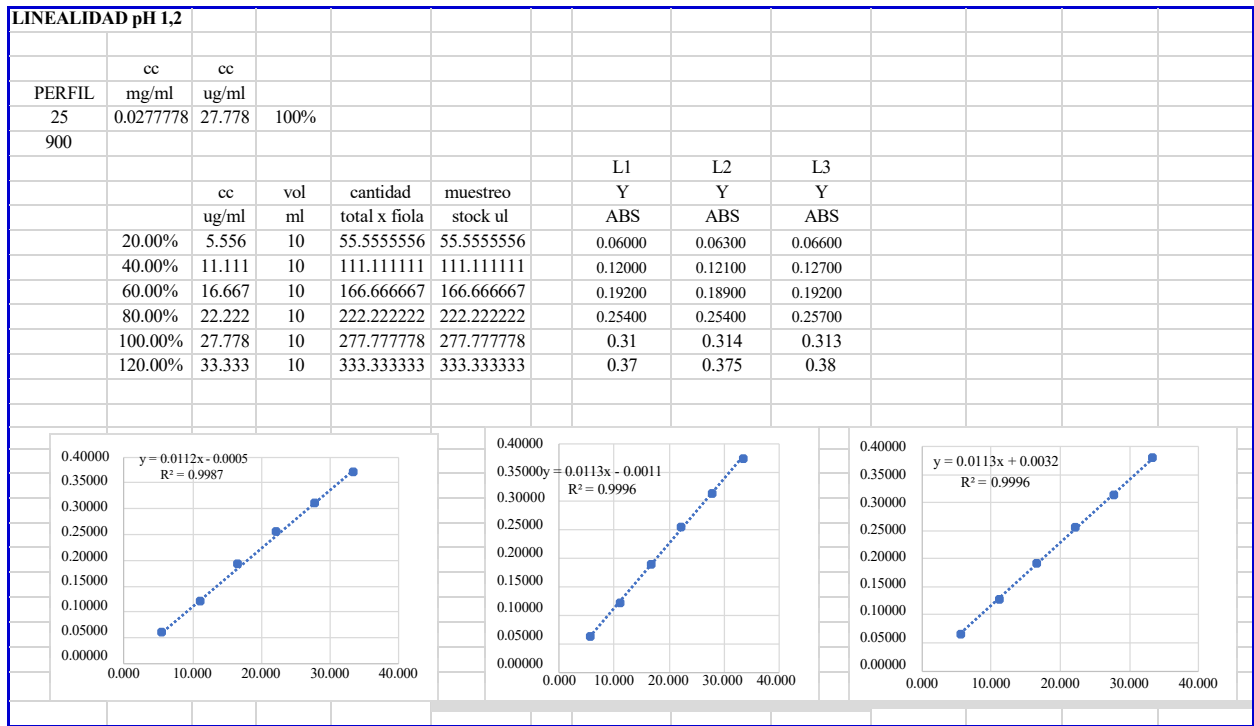 LINEALIDAD pH 1,2
cc cc
PERFIL mg/ml ug/ml
25 0.0277778 27.778 100%
900
L1 L2 L3
cc vol cantidad muestreo Y Y Y
ug/ml ml total x fiola stock ul ABS ABS ABS
20.00% 5.556 10 55.5555556 55.5555556 0.06000 0.06300 0.06600
40.00% 11.111 10 111.111111 111.111111 0.12000 0.12100 0.12700
60.00% 16.667 10 166.666667 166.666667 0.19200 0.18900 0.19200
80.00% 22.222 10 222.222222 222.222222 0.25400 0.25400 0.25700
100.00% 27.778 10 277.777778 277.777778 0.31 0.314 0.313
120.00% 33.333 10 333.333333 333.333333 0.37 0.375 0.38
y = 0.0112x - 0.0005
R² = 0.9987
0.40000
0.35000
0.30000
0.25000
0.20000
0.15000
0.10000
0.05000
0.00000
0.000 10.000 20.000 30.000 40.000
y = 0.0113x - 0.0011
R² = 0.9996
0.40000
0.35000
0.30000
0.25000
0.20000
0.15000
0.10000
0.05000
0.00000
0.000 10.000 20.000 30.000 40.000
y = 0.0113x + 0.0032
R² = 0.9996
0.40000
0.35000
0.30000
0.25000
0.20000
0.15000
0.10000
0.05000
0.00000
0.000 10.000 20.000 30.000 40.000